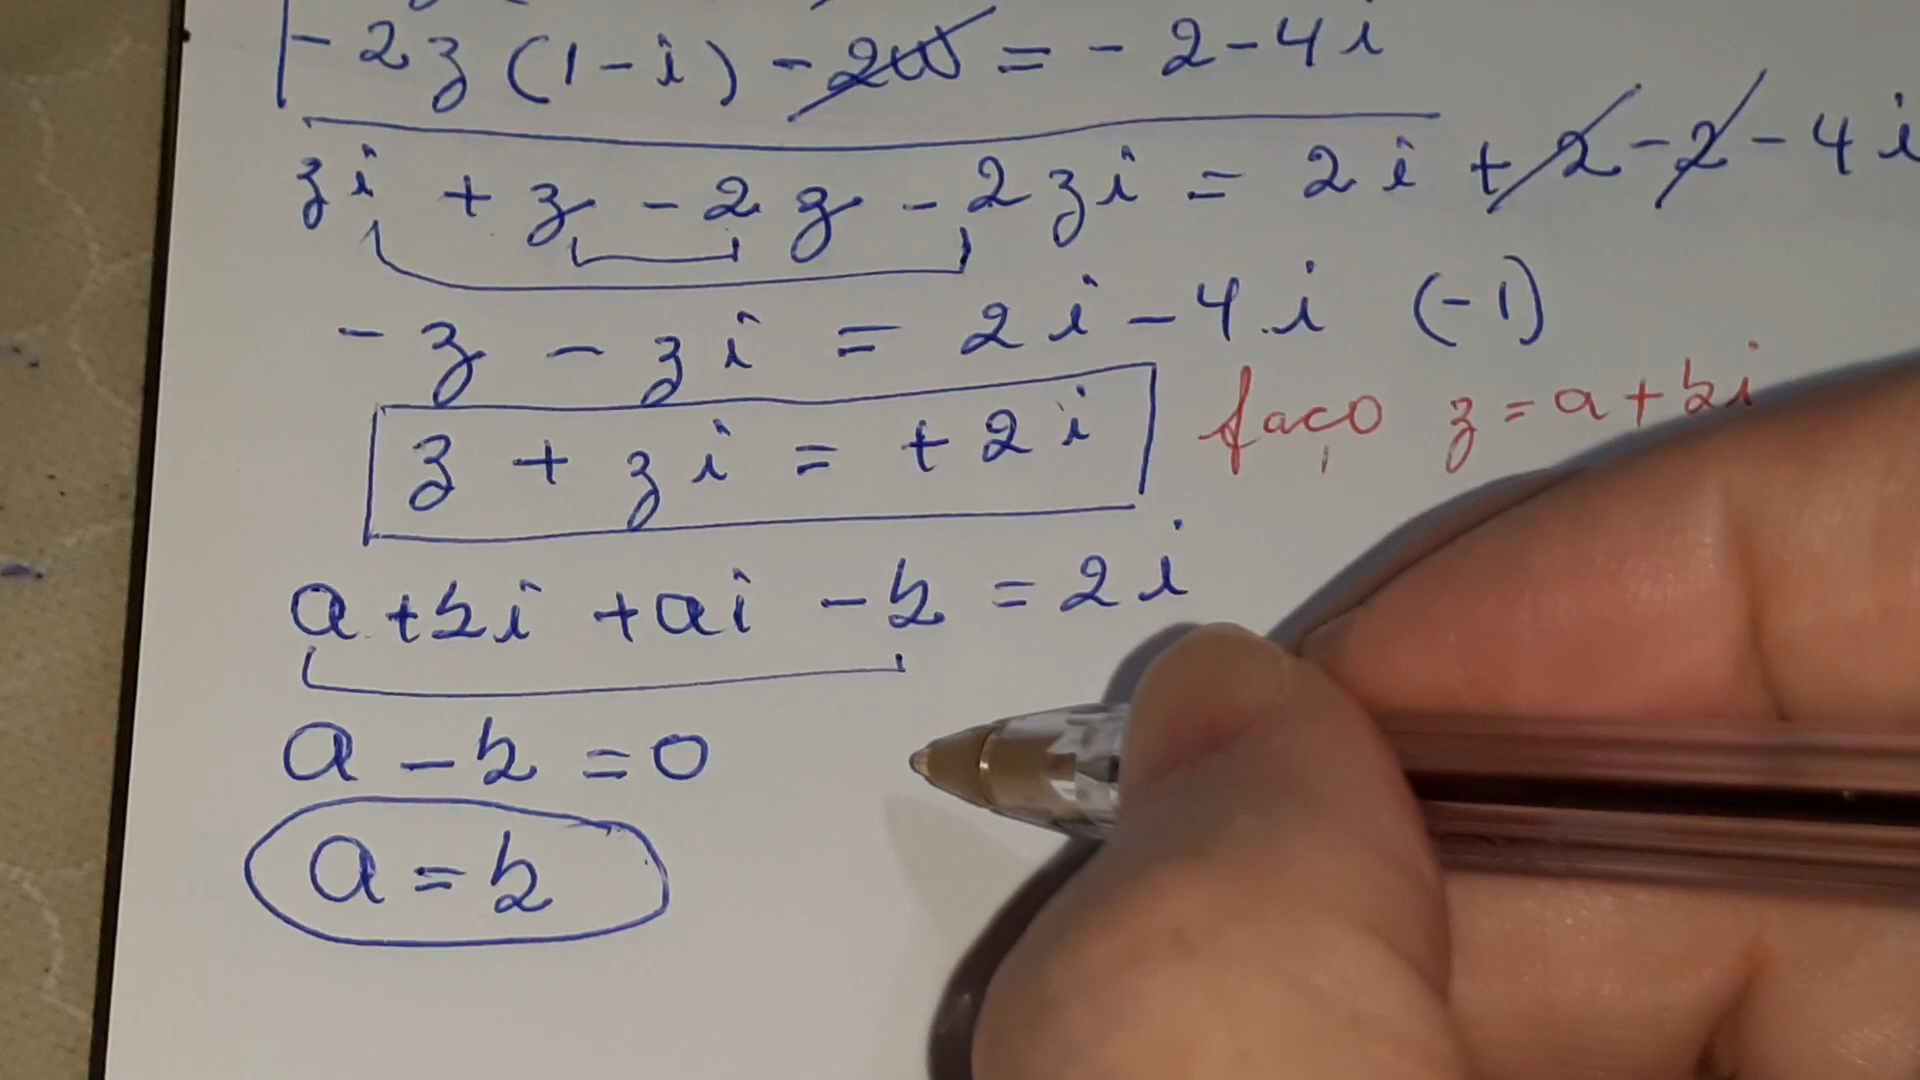 -2z(1-i)-2w=-2-4i
zi+z-2z-2zi=2i+2-2-4i
-z-zi=2i-4i (-1)
z+zi=+2i faço z=a+bi
a+bi+ai-b=2i
a-b=0
a=b